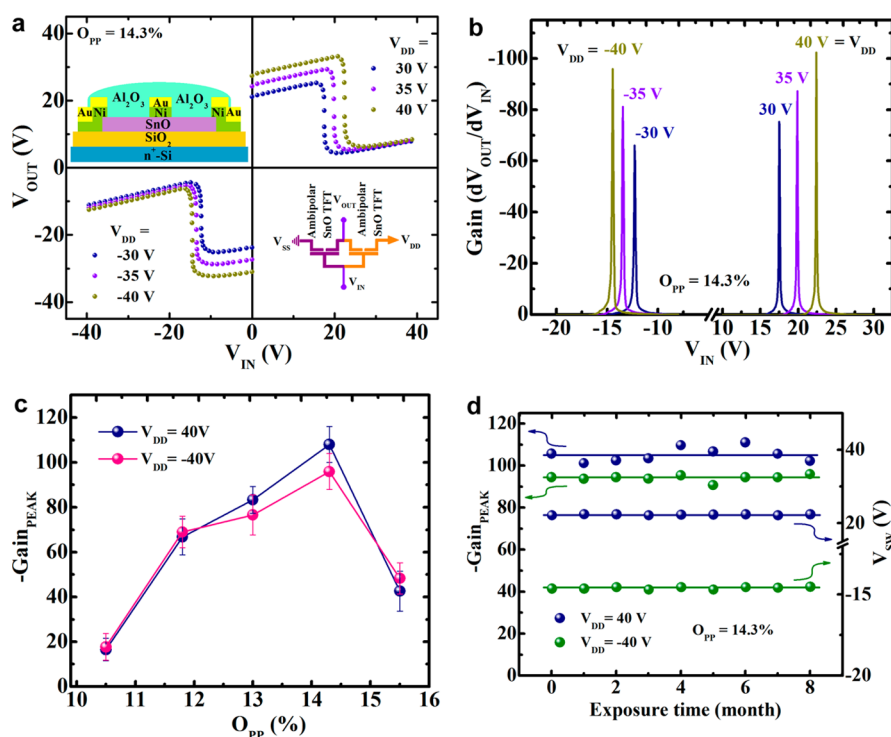 a
O_PP = 14.3%
V_DD =
30 V
35 V
40 V
Al₂O₃ Au Al₂O₃
Au Ni Ni Ni Au
SnO
SiO₂
n⁺-Si
V_DD =
-30 V
-35 V
-40 V
Ambipolar
SnO TFT
V_OUT
Ambipolar
SnO TFT
V_SS
V_DD
V_IN
40
20
0
-20
-40
V_OUT (V)
-40 -20 0 20 40
V_IN (V)
b
V_DD = -40 V
-35 V
-30 V
40 V = V_DD
35 V
30 V
O_PP = 14.3%
-100
-80
-60
-40
-20
0
Gain (dV_OUT/dV_IN)
-20 -10 10 20 30
V_IN (V)
c
V_DD = 40V
V_DD = -40V
120
100
80
60
40
20
0
-Gain_PEAK
10 11 12 13 14 15 16
O_PP (%)
d
120
100
80
60
40
20
0
-Gain_PEAK
40
20
-15
-20
V_SW (V)
V_DD = 40 V
V_DD = -40 V
O_PP = 14.3%
0 2 4 6 8
Exposure time (month)